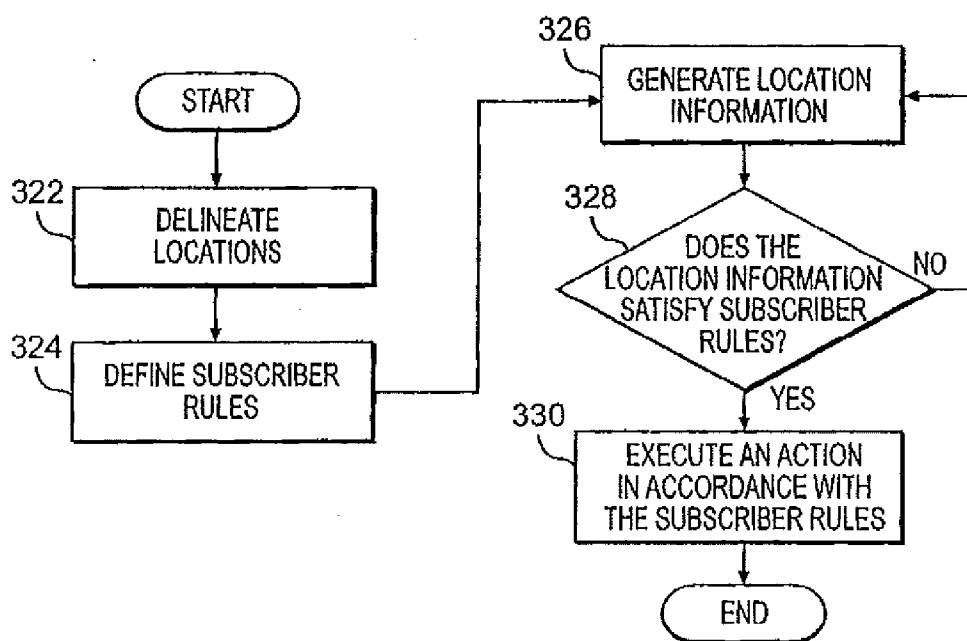 START
322
DELINEATE
LOCATIONS
324
DEFINE SUBSCRIBER
RULES
326
GENERATE LOCATION
INFORMATION
328
DOES THE
LOCATION INFORMATION
SATISFY SUBSCRIBER
RULES?
NO
YES
330
EXECUTE AN ACTION
IN ACCORDANCE WITH
THE SUBSCRIBER RULES
END